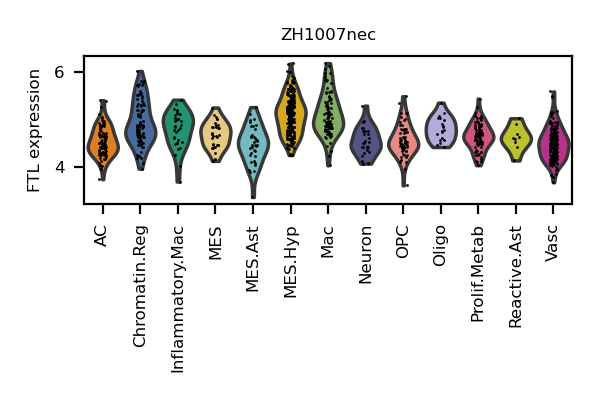 ZH1007nec
FTL expression
6
4
AC
Chromatin.Reg
Inflammatory.Mac
MES
MES.Ast
MES.Hyp
Mac
Neuron
OPC
Oligo
Prolif.Metab
Reactive.Ast
Vasc